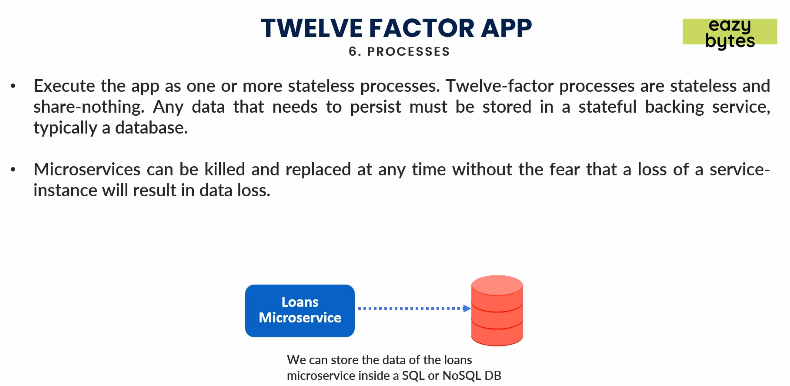 TWELVE FACTOR APP
eazy
bytes
6. PROCESSES
• Execute the app as one or more stateless processes. Twelve-factor processes are stateless and
share-nothing. Any data that needs to persist must be stored in a stateful backing service,
typically a database.
• Microservices can be killed and replaced at any time without the fear that a loss of a service-
instance will result in data loss.
Loans
Microservice
We can store the data of the loans
microservice inside a SQL or NoSQL DB